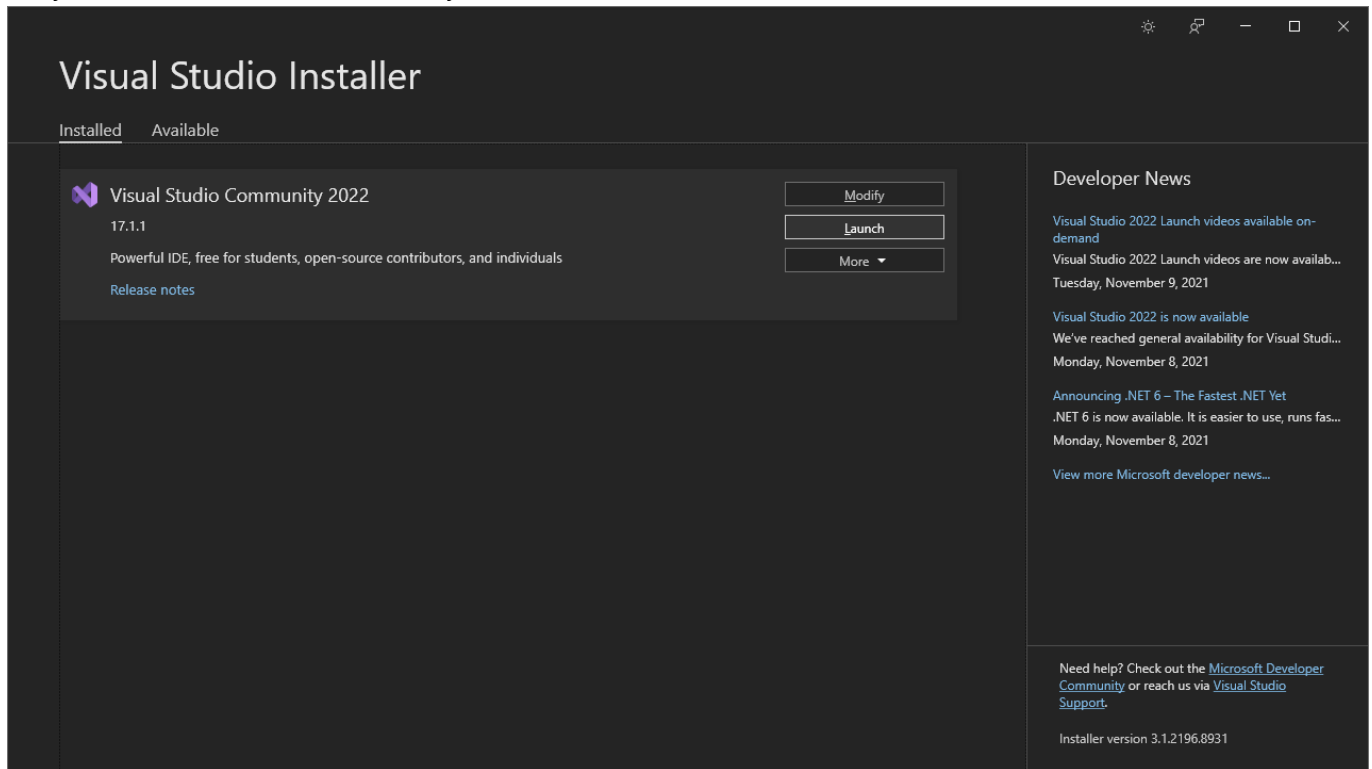 Visual Studio Installer
Installed Available
Visual Studio Community 2022
17.1.1
Powerful IDE, free for students, open-source contributors, and individuals
Release notes
Modify
Launch
More
Developer News
Visual Studio 2022 Launch videos available on-
demand
Visual Studio 2022 Launch videos are now availab...
Tuesday, November 9, 2021
Visual Studio 2022 is now available
We've reached general availability for Visual Studi...
Monday, November 8, 2021
Announcing .NET 6 – The Fastest .NET Yet
.NET 6 is now available. It is easier to use, runs fas...
Monday, November 8, 2021
View more Microsoft developer news...
Need help? Check out the Microsoft Developer
Community or reach us via Visual Studio
Support.
Installer version 3.1.2196.8931